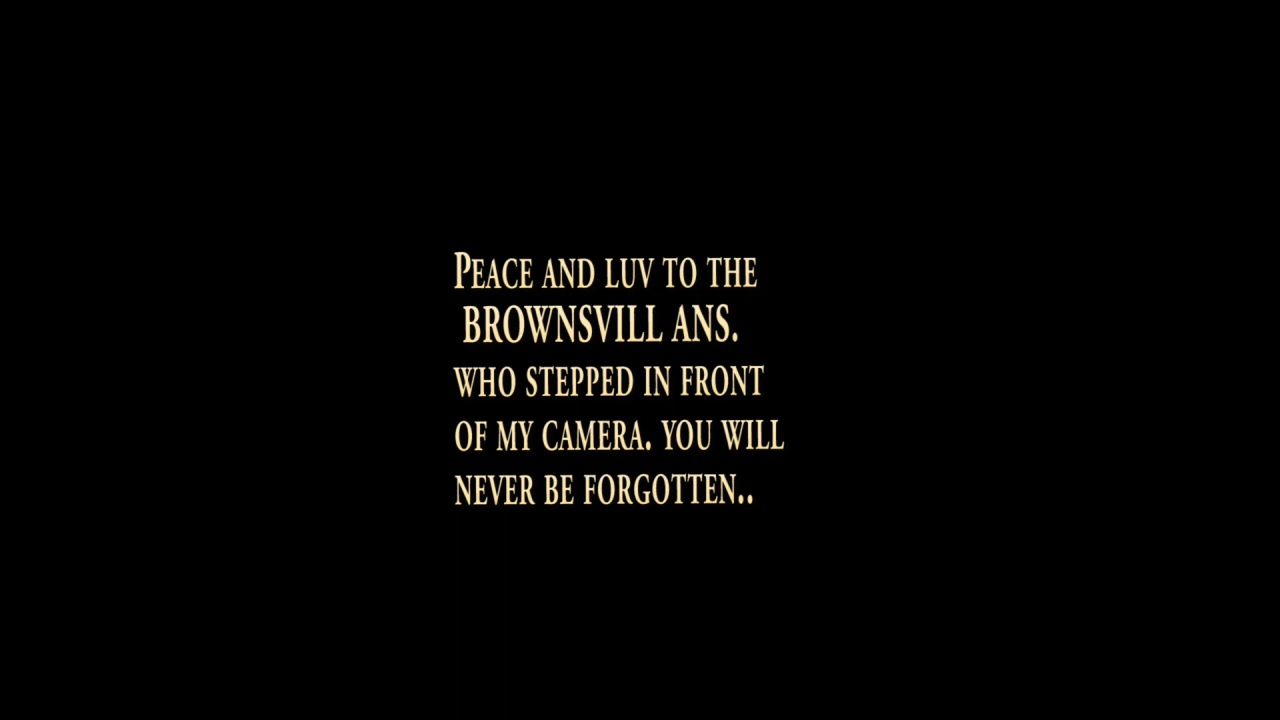 PEACE AND LUV TO THE
BROWNSVILL ANS.
WHO STEPPED IN FRONT
OF MY CAMERA. YOU WILL
NEVER BE FORGOTTEN..